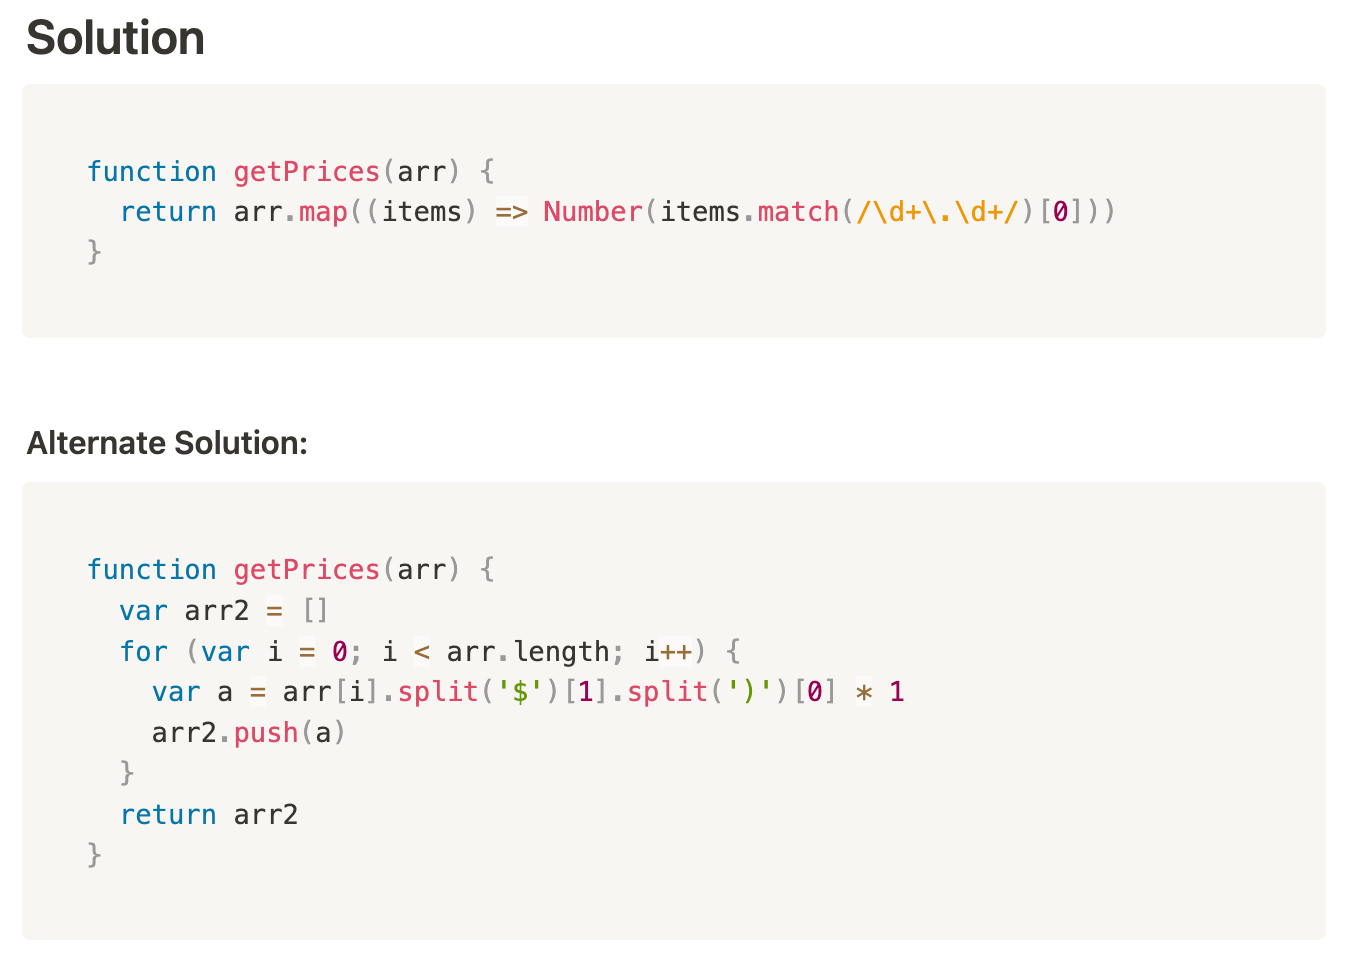 Solution
function getPrices(arr) {
  return arr.map((items) => Number(items.match(/\d+\.\d+/)[0]))
}
Alternate Solution:
function getPrices(arr) {
  var arr2 = []
  for (var i = 0; i < arr.length; i++) {
    var a = arr[i].split('$')[1].split(')')[0] * 1
    arr2.push(a)
  }
  return arr2
}